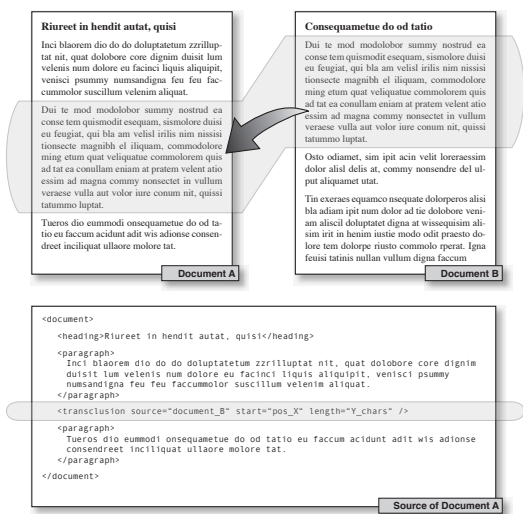 Riureet in hendit autat, quisi
Inci blaorem dio do do doluptatetum zzrillup-
tat nit, quat dolobore core dignim duisit lum
velenis num dolore eu facinci liquis aliquipit,
venisci psummy numsandigna feu feu fac-
cummolor suscillum velenim aliquat.
Dui te mod modolobor summy nostrud ea
conse tem quismodit esequam, sismolore duisi
eu feugiat, qui bla am velisl irilis nim nissisi
tionsecte magnibh el iliquam, commodolore
ming etum quat veliquatue commolorem quis
ad tat ea conullam eniam at pratem velent atio
essim ad magna commy nonsectet in vullum
veraese vulla aut volor iure conum nit, quissi
tatummo luptat.
Tueros dio eummodi onsequametue do od ta-
tio eu faccum acidunt adit wis adionse consen-
dreet inciliquat ullaore molore tat.
Document A
Consequametue do od tatio
Dui te mod modolobor summy nostrud ea
conse tem quismodit esequam, sismolore duisi
eu feugiat, qui bla am velisl irilis nim nissisi
tionsecte magnibh el iliquam, commodolore
ming etum quat veliquatue commolorem quis
ad tat ea conullam eniam at pratem velent atio
essim ad magna commy nonsectet in vullum
veraese vulla aut volor iure conum nit, quissi
tatummo luptat.
Osto odiamet, sim ipit acin velit loreraessim
dolor alisl delis at, commy nonsendre del ul-
put aliquamet utat.
Tin exeraes equamco nsequate dolorperos alisi
bla adiam ipit num dolor ad tie dolobore veni-
am aliscil doluptat digna at wissequisim ali-
sim irit in henim iustie modo odit praesto do-
lore tem dolorpe riusto commolo rperat. Igna
feuisi tatinis nullan vullum digna faccum
Document B
<document>
<heading>Riureet in hendit autat, quisi</heading>
<paragraph>
Inci blaorem dio do do doluptatetum zzrilluptat nit, quat dolobore core dignim
duisit lum velenis num dolore eu facinci liquis aliquipit, venisci psummy
numsandigna feu feu faccummolor suscillum velenim aliquat.
</paragraph>
<transclusion source="document_B" start="pos_X" length="Y_chars" />
<paragraph>
Tueros dio eummodi onsequametue do od tatio eu faccum acidunt adit wis adionse
consendreet inciliquat ullaore molore tat.
</paragraph>
</document>
Source of Document A